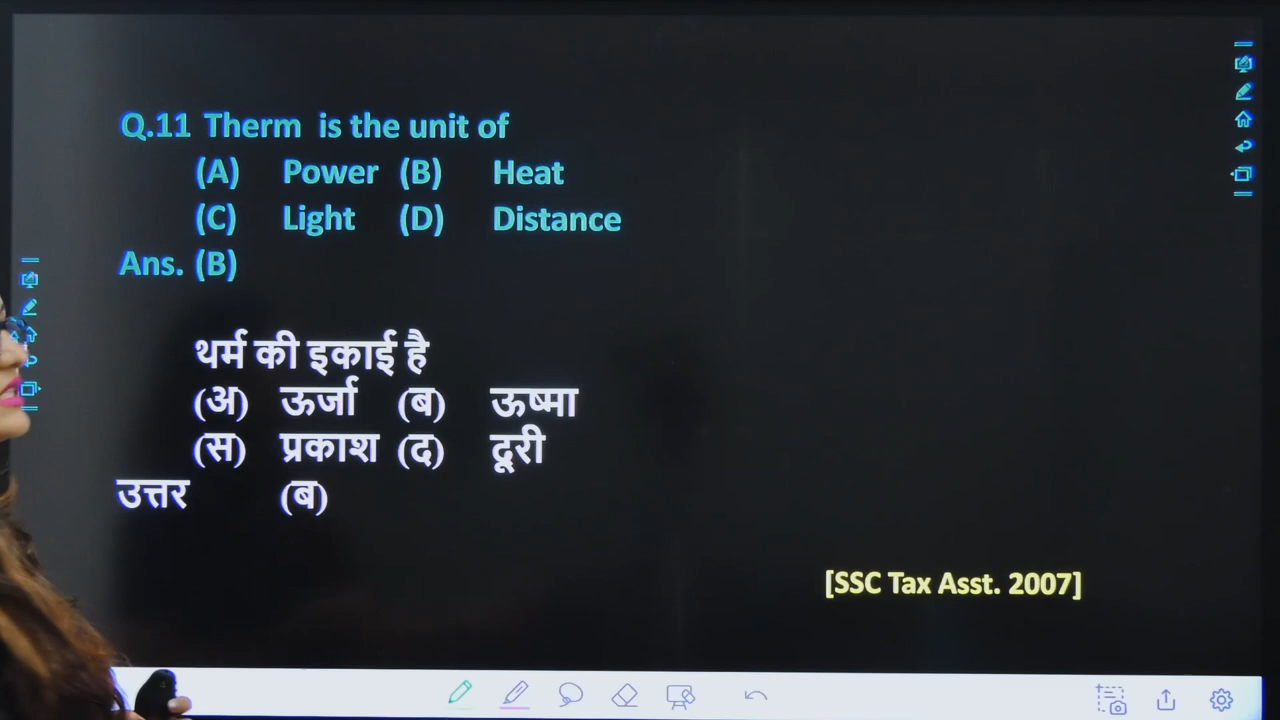 Q.11 Therm is the unit of
(A) Power (B) Heat
(C) Light (D) Distance
Ans. (B)
थर्म की इकाई है
(अ) ऊर्जा (ब) ऊष्मा
(स) प्रकाश (द) दूरी
उत्तर (ब)
[SSC Tax Asst. 2007]